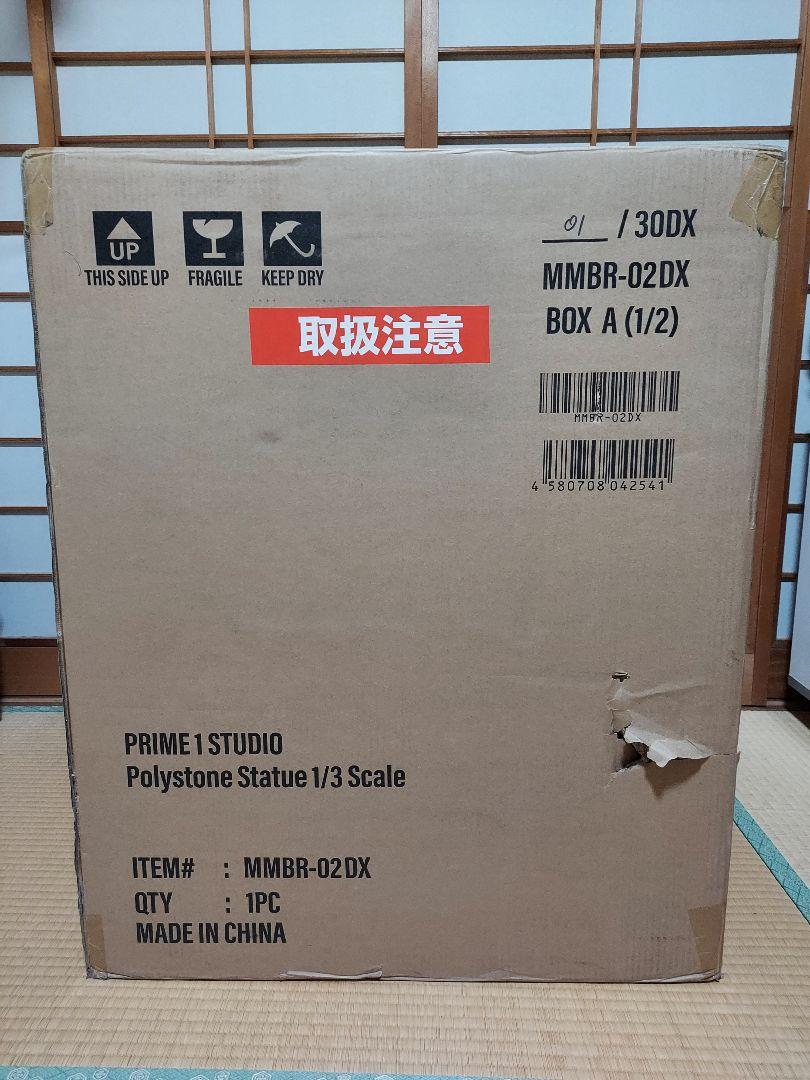 UP
THIS SIDE UP
FRAGILE
KEEP DRY
01 / 30DX
MMBR-02DX
BOX A (1/2)
取扱注意
MMBR-02DX
4 580708 042541
PRIME 1 STUDIO
Polystone Statue 1/3 Scale
ITEM# : MMBR-02DX
QTY : 1PC
MADE IN CHINA